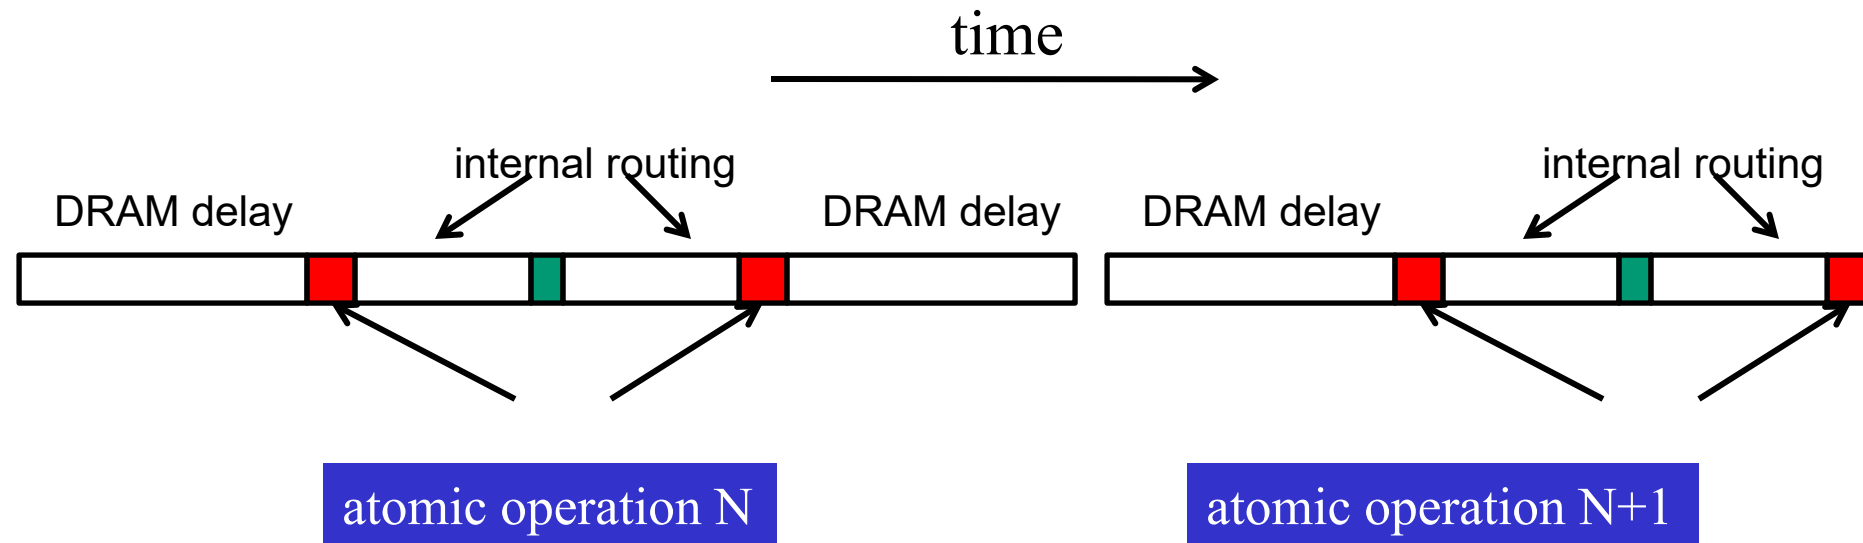 time
internal routing
DRAM delay
DRAM delay
internal routing
DRAM delay
atomic operation N
atomic operation N+1